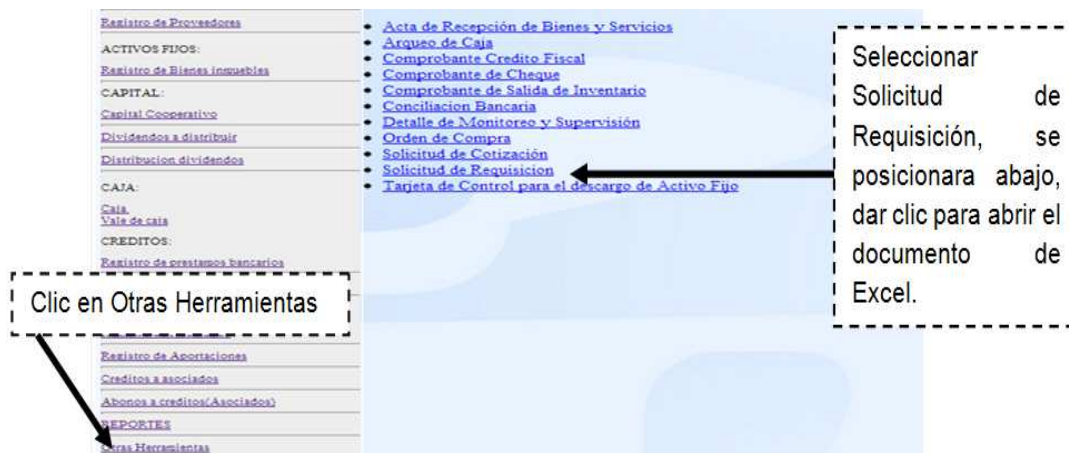 Registro de Proveedores
ACTIVOS FIJOS:
Registro de Bienes inmuebles
CAPITAL:
Capital Cooperativo
Dividendos a distribuir
Distribucion dividendos
CAJA:
Caja
Vale de caja
CREDITOS:
Registro de prestamos bancarios
Clic en Otras Herramientas
Registro de Aportaciones
Creditos a asociados
Abonos a creditos(Asociados)
REPORTES
Otras Herramientas
Acta de Recepción de Bienes y Servicios
Arqueo de Caja
Comprobante Credito Fiscal
Comprobante de Cheque
Comprobante de Salida de Inventario
Conciliacion Bancaria
Detalle de Monitoreo y Supervisión
Orden de Compra
Solicitud de Cotización
Solicitud de Requisicion
Tarjeta de Control para el descargo de Activo Fijo
Seleccionar
Solicitud de
Requisición, se
posicionara abajo,
dar clic para abrir el
documento de
Excel.